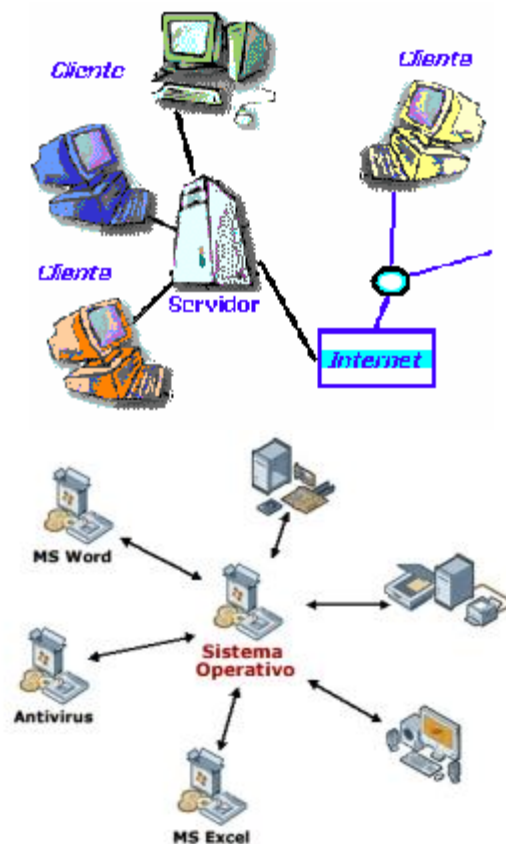 Cliente
Cliente
Cliente
Servidor
Internet
MS Word
Sistema
Operativo
Antivirus
MS Excel